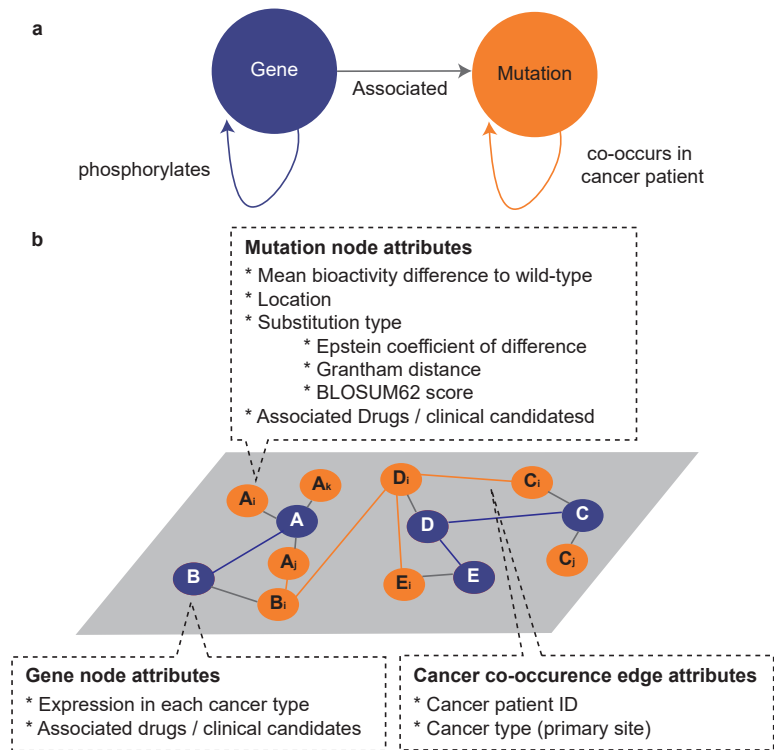 a
Gene
Associated
Mutation
phosphorylates
co-occurs in
cancer patient
b
Mutation node attributes
* Mean bioactivity difference to wild-type
* Location
* Substitution type
* Epstein coefficient of difference
* Grantham distance
* BLOSUM62 score
* Associated Drugs / clinical candidatesd
Ai
Ak
Di
Ci
A
D
C
Aj
Cj
B
Bi
Ei
E
Gene node attributes
* Expression in each cancer type
* Associated drugs / clinical candidates
Cancer co-occurence edge attributes
* Cancer patient ID
* Cancer type (primary site)